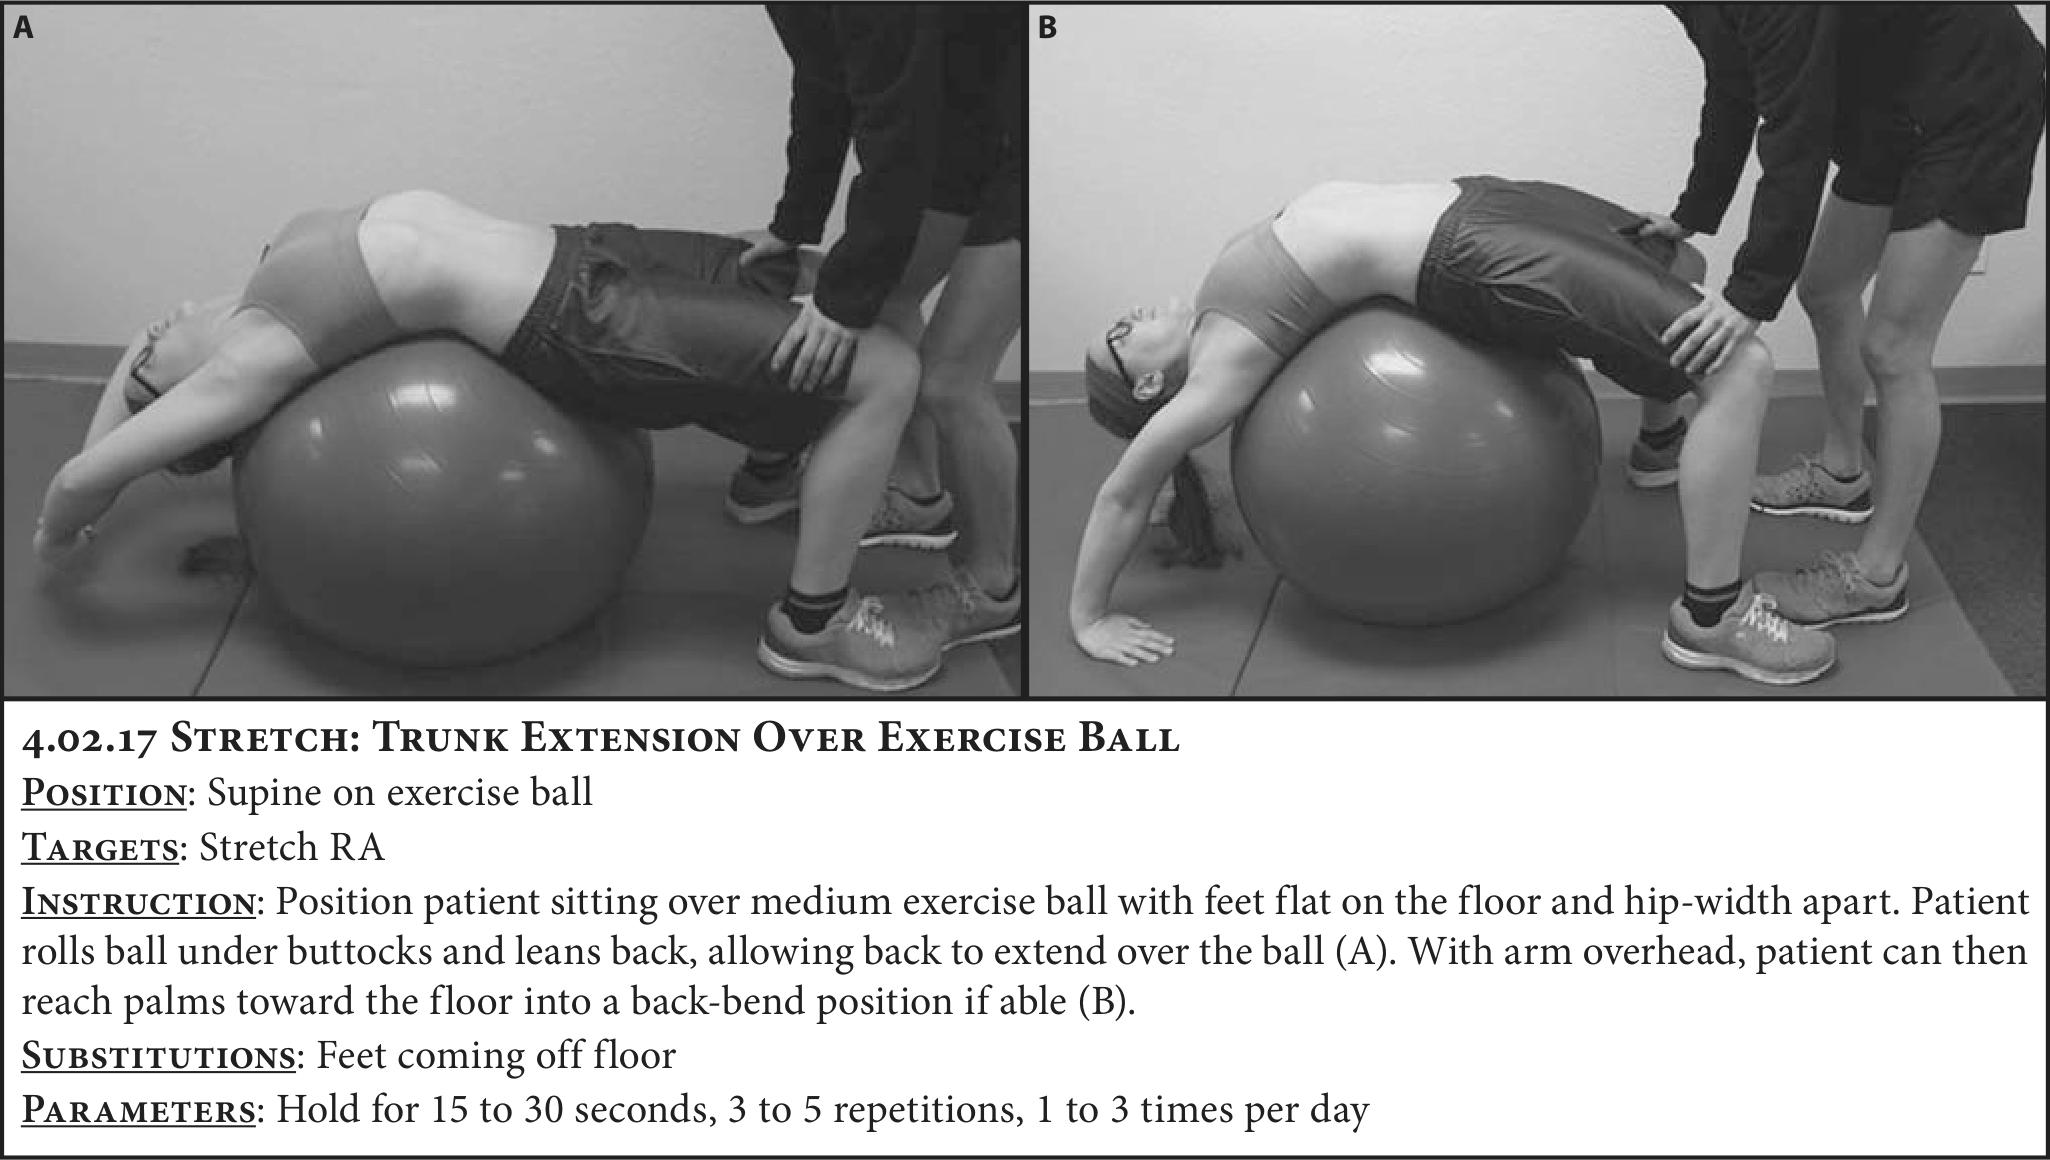 A
B
4.02.17 Stretch: Trunk Extension Over Exercise Ball
Position: Supine on exercise ball
Targets: Stretch RA
Instruction: Position patient sitting over medium exercise ball with feet flat on the floor and hip-width apart. Patient
rolls ball under buttocks and leans back, allowing back to extend over the ball (A). With arm overhead, patient can then
reach palms toward the floor into a back-bend position if able (B).
Substitutions: Feet coming off floor
Parameters: Hold for 15 to 30 seconds, 3 to 5 repetitions, 1 to 3 times per day